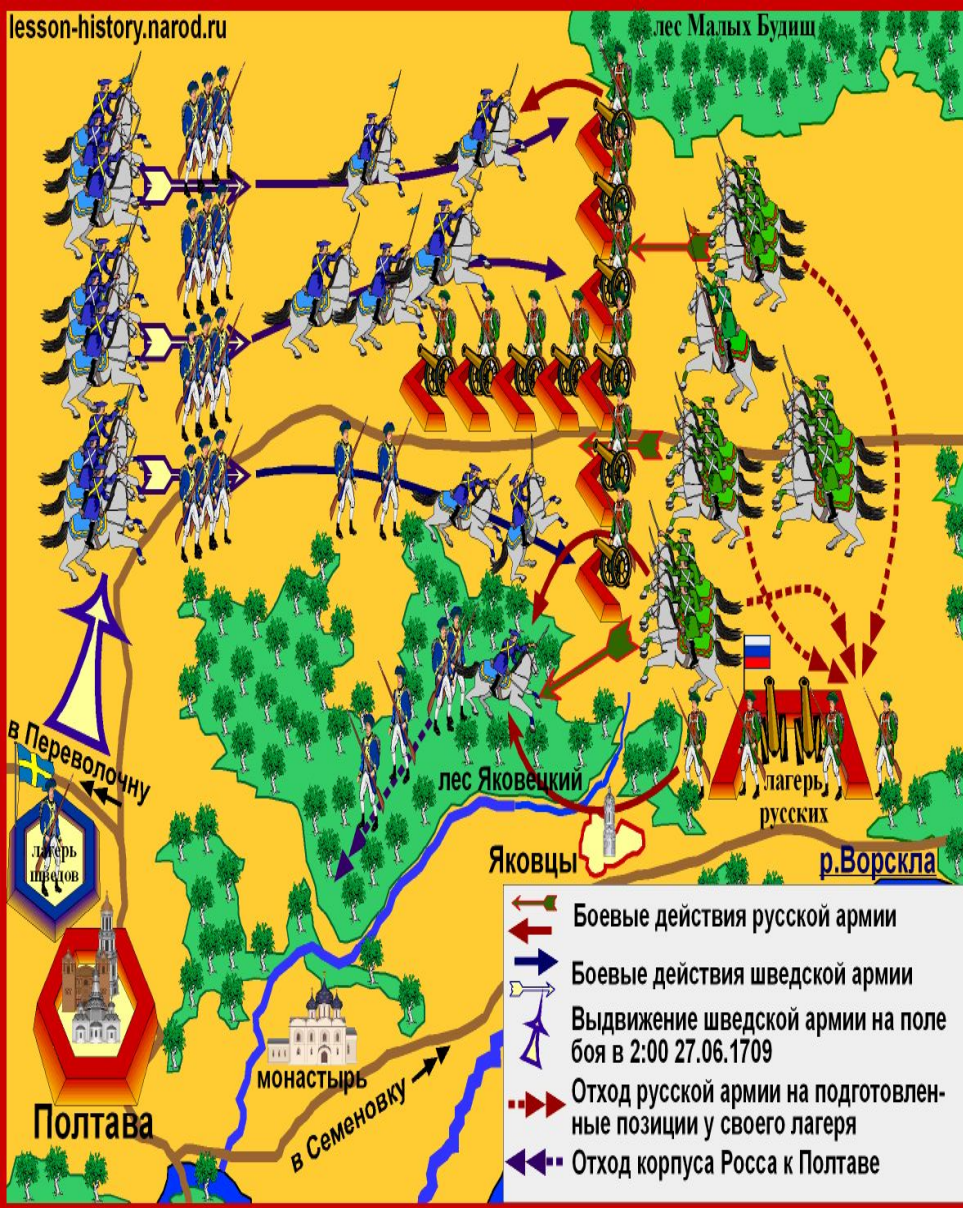 lesson-history.narod.ru
лес Малых Будищ
в Переволочну
лагерь
шведов
лес Яковецкий
лагерь
русских
Яковцы
р.Ворскла
Полтава
монастырь
в Семеновку
Боевые действия русской армии
Боевые действия шведской армии
Выдвижение шведской армии на поле
боя в 2:00 27.06.1709
Отход русской армии на подготовлен-
ные позиции у своего лагеря
Отход корпуса Росса к Полтаве